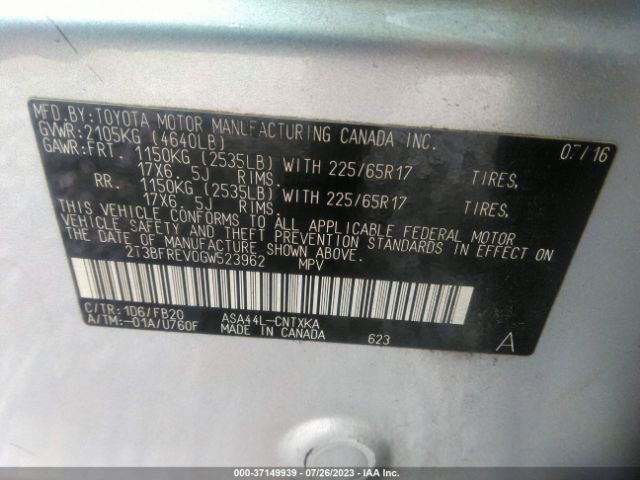 MFD.BY:TOYOTA MOTOR MANUFACTURING CANADA INC. 07/16
GVWR:2105KG (4640LB)
GAWR:FRT. 1150KG (2535LB) WITH 225/65R17 TIRES,
17X6. 5J RIMS.
RR. 1150KG (2535LB) WITH 225/65R17 TIRES,
17X6. 5J RIMS.
THIS VEHICLE CONFORMS TO ALL APPLICABLE FEDERAL MOTOR
VEHICLE SAFETY AND THEFT PREVENTION STANDARDS IN EFFECT ON
THE DATE OF MANUFACTURE SHOWN ABOVE.
2T3BFREV0GW523962 MPV
C/TR:1D6/FB20 ASA44L-CNTXKA
A/TM:-01A/U760F MADE IN CANADA 623 A
000-37149939 - 07/26/2023 - IAA Inc.